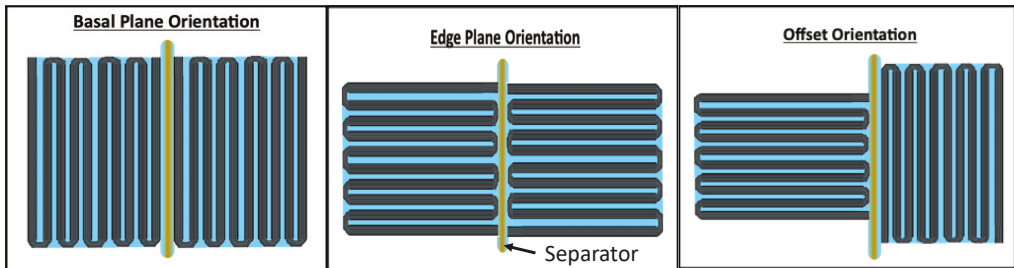 Basal Plane Orientation
Edge Plane Orientation
Offset Orientation
Separator